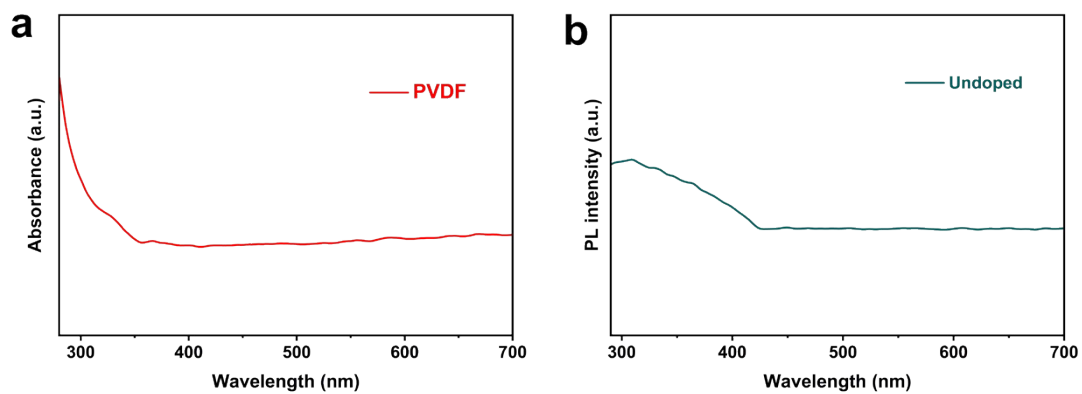 a
PVDF
Absorbance (a.u.)
300 400 500 600 700
Wavelength (nm)
b
Undoped
PL intensity (a.u.)
300 400 500 600 700
Wavelength (nm)